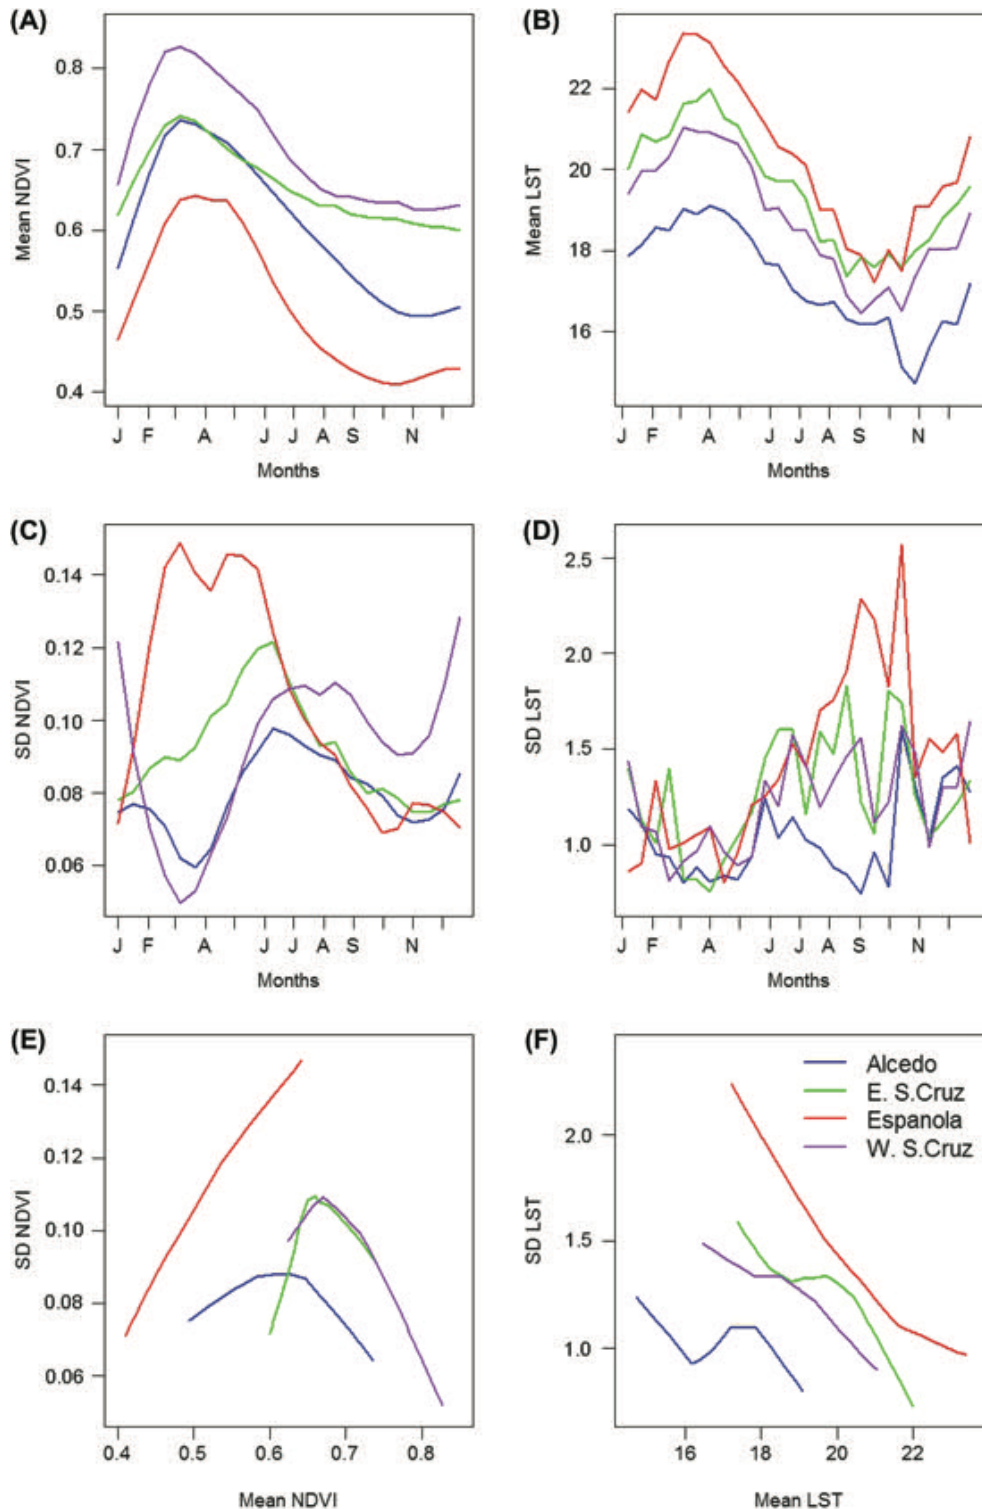 (A)
Mean NDVI
0.8
0.7
0.6
0.5
0.4
J F A J J A S N
Months
(B)
Mean LST
22
20
18
16
J F A J J A S N
Months
(C)
SD NDVI
0.14
0.12
0.10
0.08
0.06
J F A J J A S N
Months
(D)
SD LST
2.5
2.0
1.5
1.0
J F A J J A S N
Months
(E)
SD NDVI
0.14
0.12
0.10
0.08
0.06
0.4 0.5 0.6 0.7 0.8
Mean NDVI
(F)
SD LST
2.0
1.5
1.0
Alcedo
E. S.Cruz
Espanola
W. S.Cruz
16 18 20 22
Mean LST